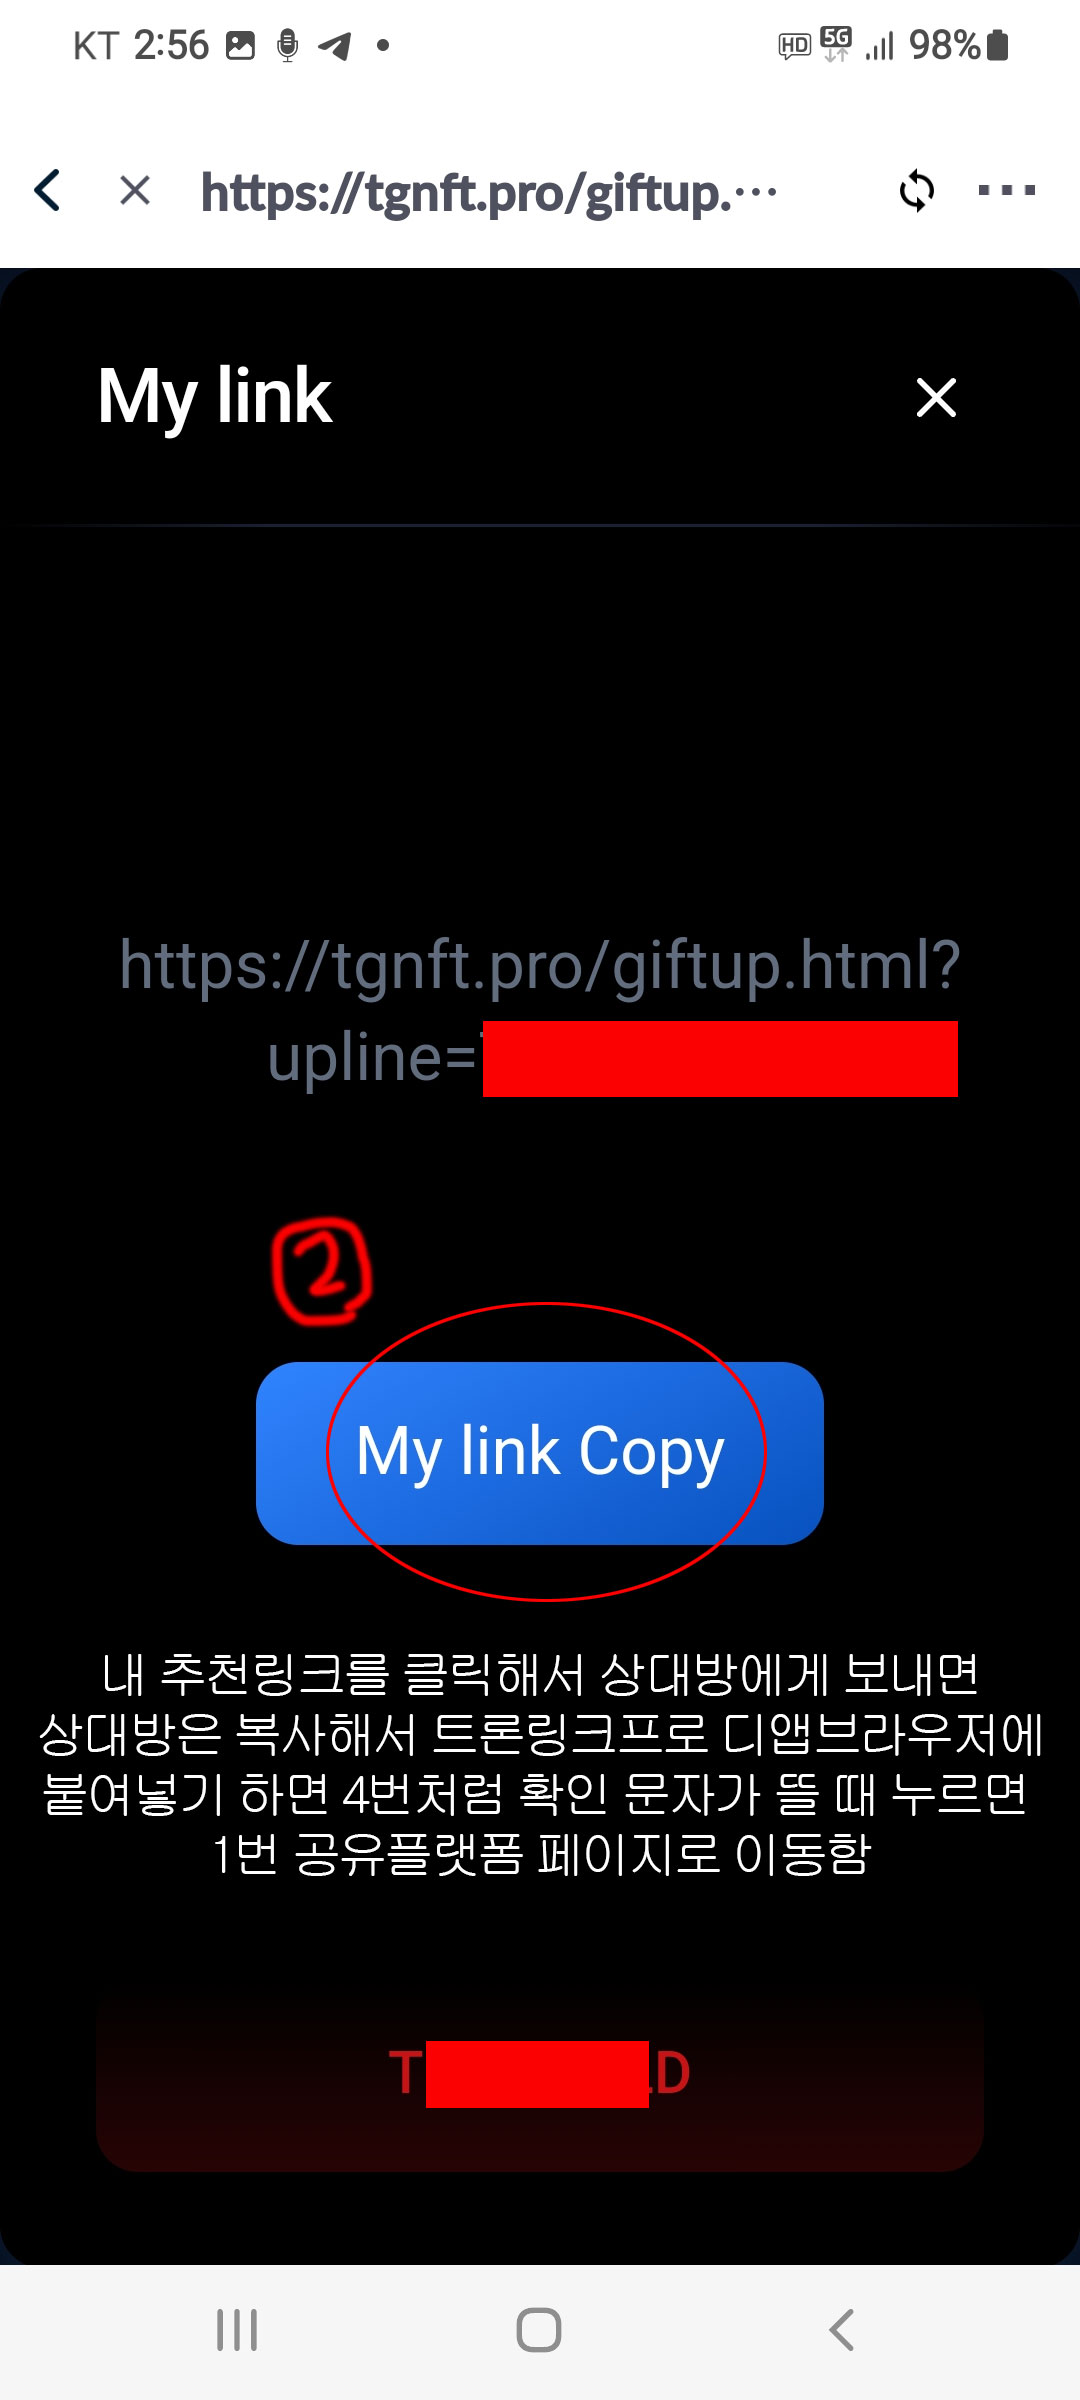 KT 2:56 HD 5G 98%
https://tgnft.pro/giftup.···
My link
https://tgnft.pro/giftup.html?
upline=
2
My link Copy
내 추천링크를 클릭해서 상대방에게 보내면
상대방은 복사해서 트론링크프로 디앱브라우저에
붙여넣기 하면 4번처럼 확인 문자가 뜰 때 누르면
1번 공유플랫폼 페이지로 이동함
T D